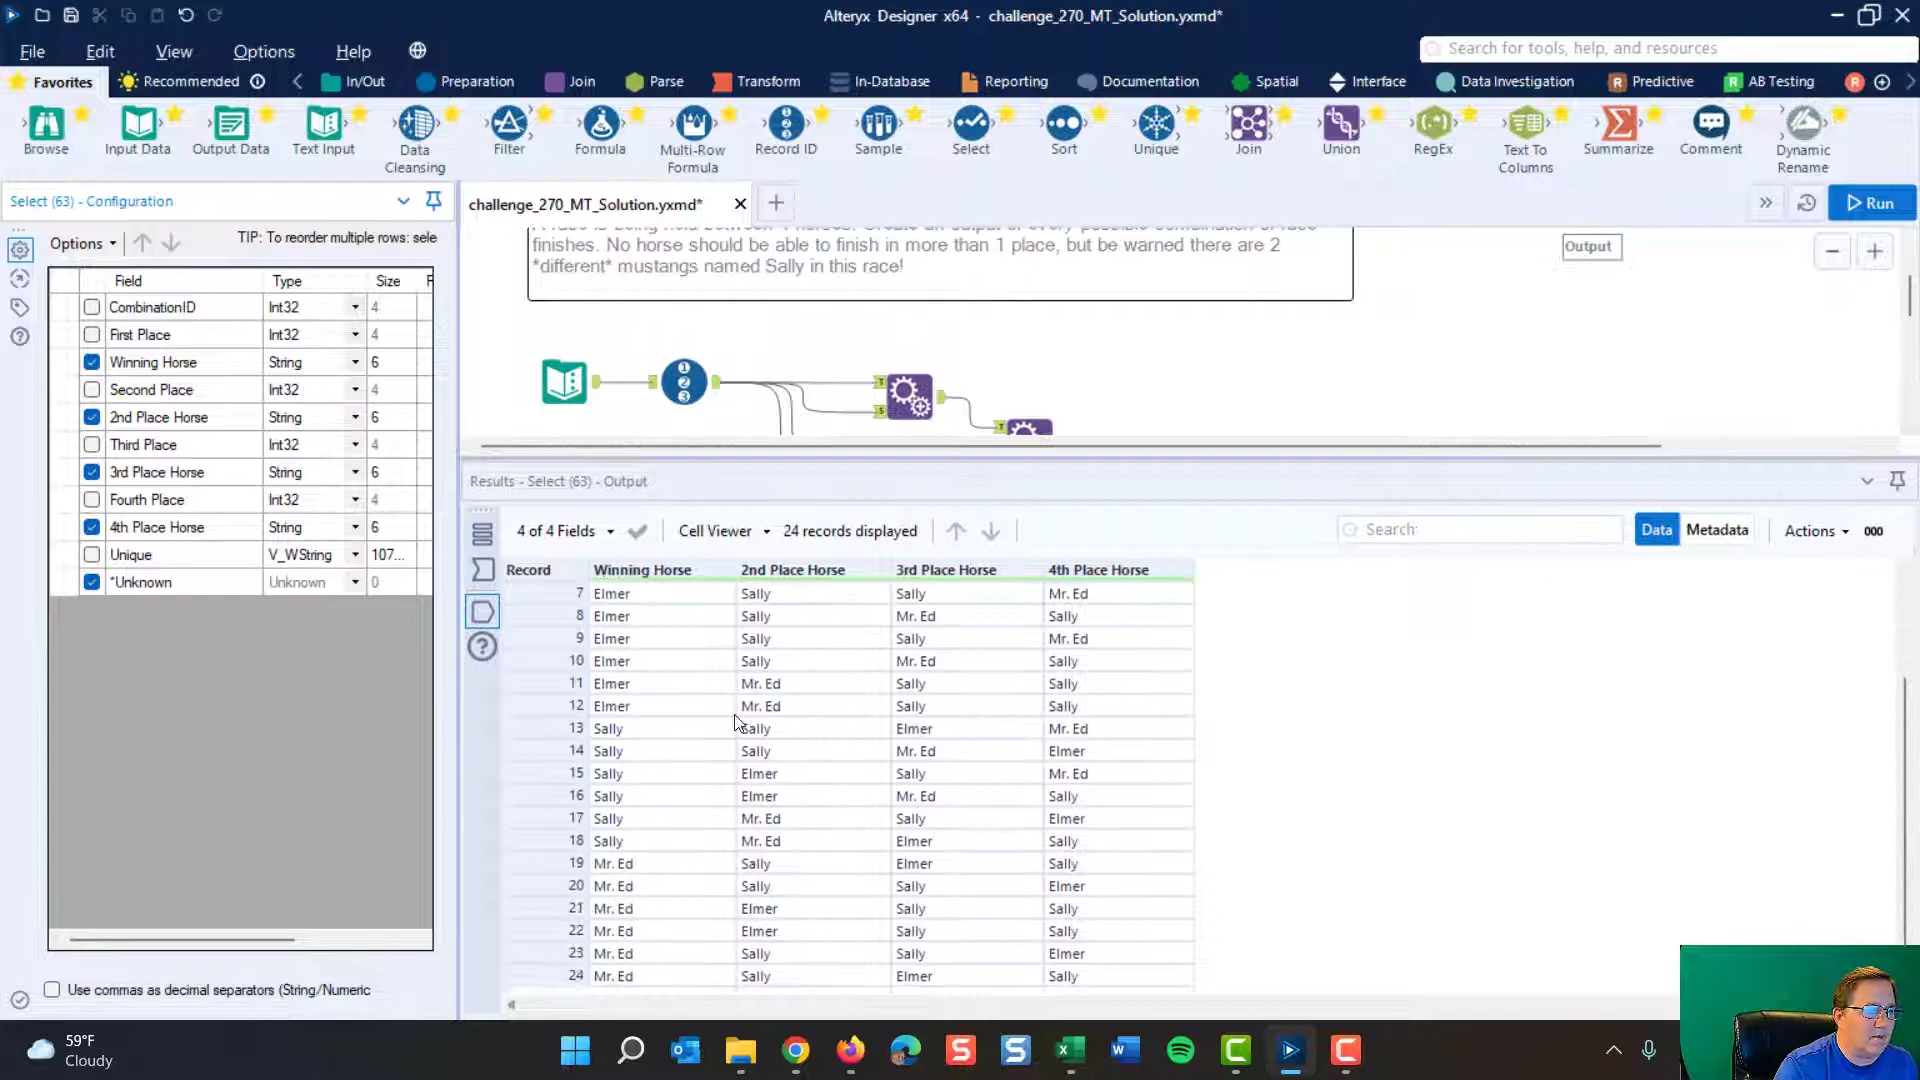 Alteryx Designer x64 - challenge_270_MT_Solution.yxmd*
File Edit View Options Help
Search for tools, help, and resources
Favorites Recommended In/Out Preparation Join Parse Transform In-Database Reporting Documentation Spatial Interface Data Investigation Predictive AB Testing
Browse Input Data Output Data Text Input Data Cleansing Filter Formula Multi-Row Formula Record ID Sample Select Sort Unique Join Union RegEx Text To Columns Summarize Comment Dynamic Rename
Select (63) - Configuration
challenge_270_MT_Solution.yxmd*
Run
Options
TIP: To reorder multiple rows: sele
Field Type Size
CombinationID Int32 4
First Place Int32 4
Winning Horse String 6
Second Place Int32 4
2nd Place Horse String 6
Third Place Int32 4
3rd Place Horse String 6
Fourth Place Int32 4
4th Place Horse String 6
Unique V_WString 107...
*Unknown Unknown 0
Use commas as decimal separators (String/Numeric
finishes. No horse should be able to finish in more than 1 place, but be warned there are 2
*different* mustangs named Sally in this race!
Output
Results - Select (63) - Output
4 of 4 Fields Cell Viewer 24 records displayed Search: Data Metadata Actions 000
Record Winning Horse 2nd Place Horse 3rd Place Horse 4th Place Horse
7 Elmer Sally Sally Mr. Ed
8 Elmer Sally Mr. Ed Sally
9 Elmer Sally Sally Mr. Ed
10 Elmer Sally Mr. Ed Sally
11 Elmer Mr. Ed Sally Sally
12 Elmer Mr. Ed Sally Sally
13 Sally Sally Elmer Mr. Ed
14 Sally Sally Mr. Ed Elmer
15 Sally Elmer Sally Mr. Ed
16 Sally Elmer Mr. Ed Sally
17 Sally Mr. Ed Sally Elmer
18 Sally Mr. Ed Elmer Sally
19 Mr. Ed Sally Elmer Sally
20 Mr. Ed Sally Sally Elmer
21 Mr. Ed Elmer Sally Sally
22 Mr. Ed Elmer Sally Sally
23 Mr. Ed Sally Sally Elmer
24 Mr. Ed Sally Elmer Sally
59°F
Cloudy